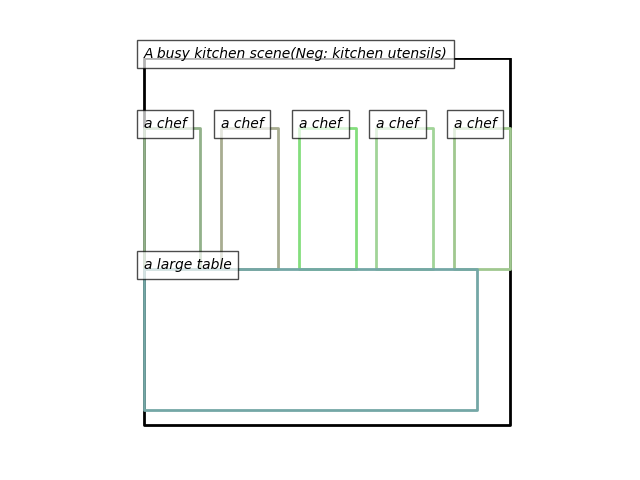 A busy kitchen scene(Neg: kitchen utensils)
a chef a chef a chef a chef a chef
a large table